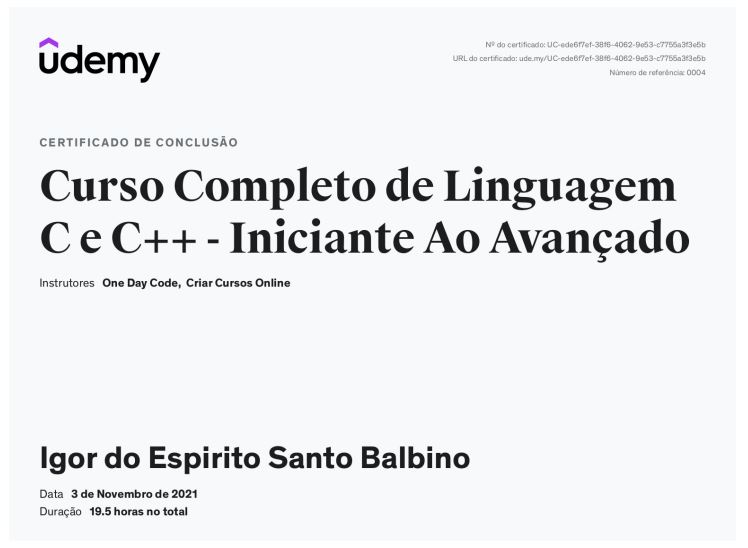 udemy
Nº do certificado: UC-ede6f7ef-38f6-4062-9e53-c7755a3f3e5b
URL do certificado: ude.my/UC-ede6f7ef-38f6-4062-9e53-c7755a3f3e5b
Número de referência: 0004
CERTIFICADO DE CONCLUSÃO
Curso Completo de Linguagem
C e C++ - Iniciante Ao Avançado
Instrutores One Day Code, Criar Cursos Online
Igor do Espirito Santo Balbino
Data 3 de Novembro de 2021
Duração 19.5 horas no total